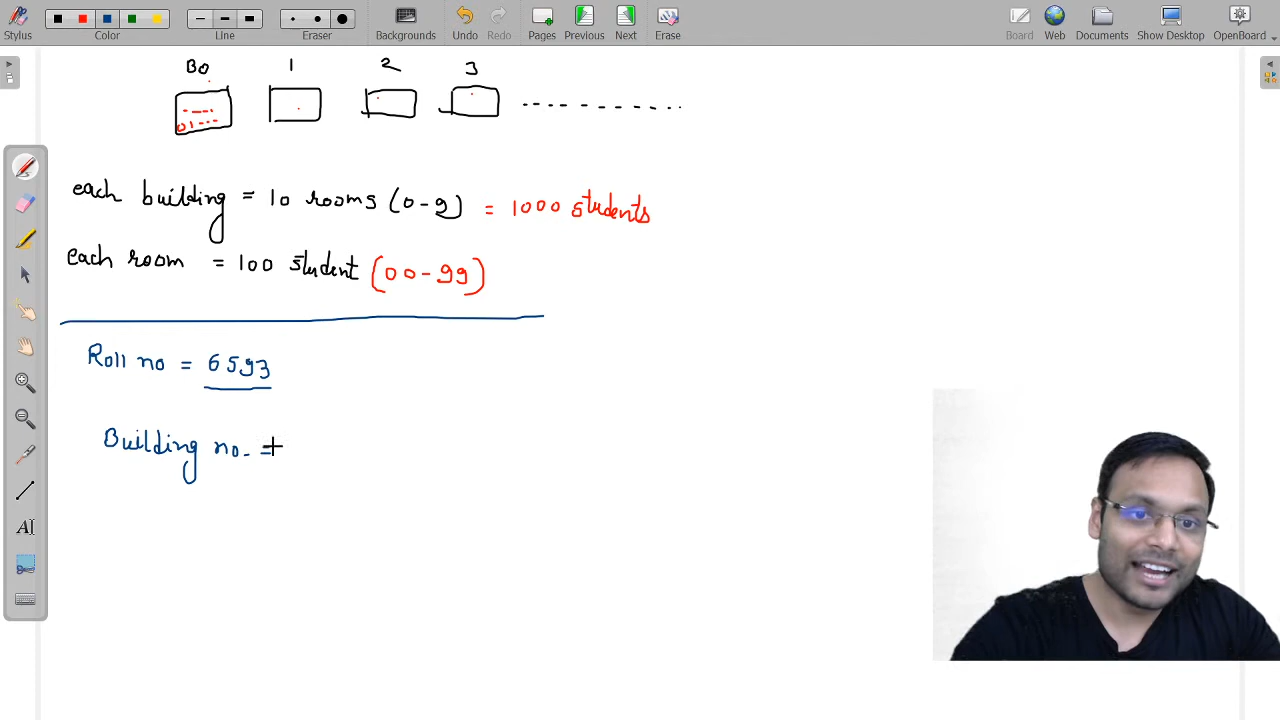 Stylus Color Line Eraser Backgrounds Undo Redo Pages Previous Next Erase Board Web Documents Show Desktop OpenBoard
B0 1 2 3
each building = 10 rooms (0-9) = 1000 students
each room = 100 student (00-99)
Roll no = 6593
Building no. =